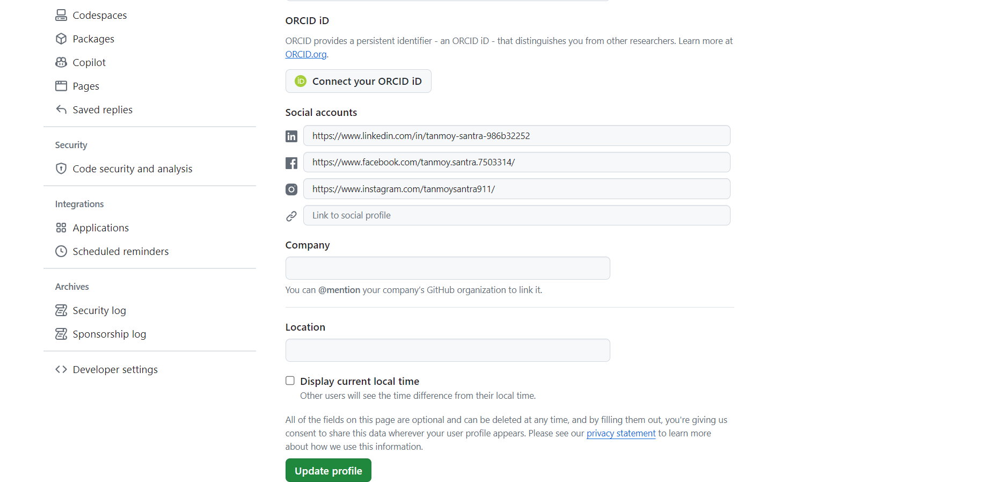 Codespaces
Packages
Copilot
Pages
Saved replies
Security
Code security and analysis
Integrations
Applications
Scheduled reminders
Archives
Security log
Sponsorship log
Developer settings
ORCID iD
ORCID provides a persistent identifier - an ORCID iD - that distinguishes you from other researchers. Learn more at
ORCID.org.
iD Connect your ORCID iD
Social accounts
in https://www.linkedin.com/in/tanmoy-santra-986b32252
https://www.facebook.com/tanmoy.santra.7503314/
https://www.instagram.com/tanmoysantra911/
Link to social profile
Company
You can @mention your company’s GitHub organization to link it.
Location
Display current local time
Other users will see the time difference from their local time.
All of the fields on this page are optional and can be deleted at any time, and by filling them out, you're giving us
consent to share this data wherever your user profile appears. Please see our privacy statement to learn more
about how we use this information.
Update profile